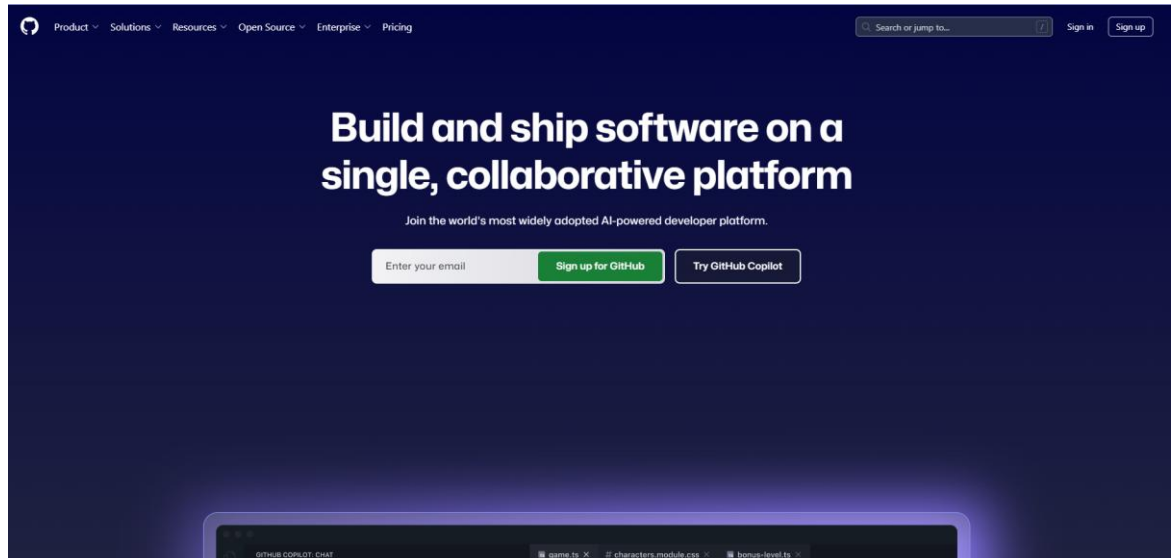 Product Solutions Resources Open Source Enterprise Pricing Search or jump to... / Sign in Sign up
Build and ship software on a
single, collaborative platform
Join the world's most widely adopted AI-powered developer platform.
Enter your email Sign up for GitHub Try GitHub Copilot
GITHUB COPILOT: CHAT game.ts × # characters.module.css × bonus-level.ts ×